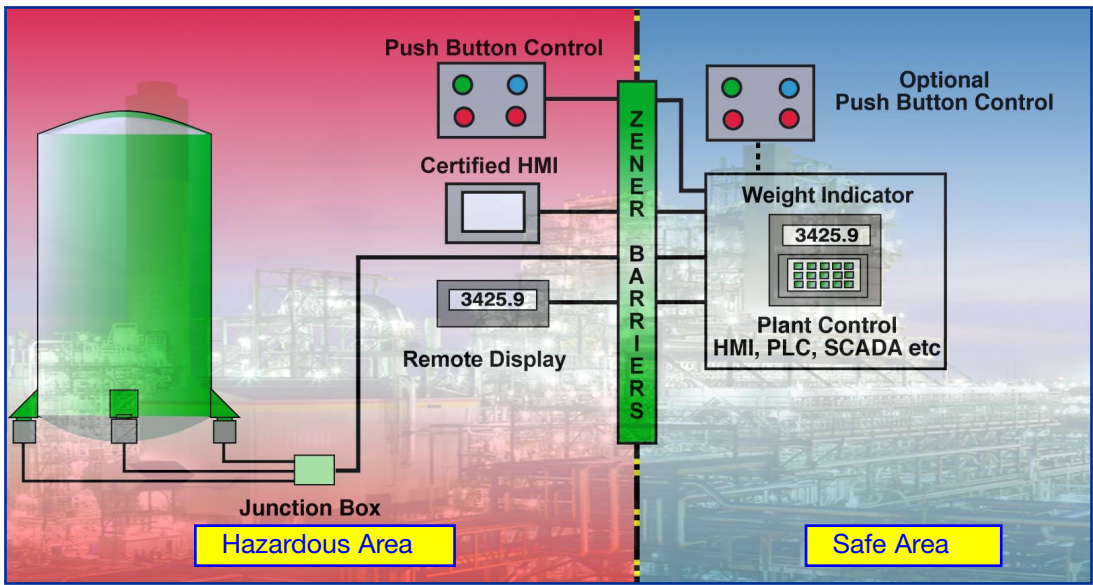 Push Button Control
Optional
Push Button Control
Certified HMI
ZENER BARRIERS
Weight Indicator
3425.9
3425.9
Remote Display
Plant Control
HMI, PLC, SCADA etc
Junction Box
Hazardous Area
Safe Area